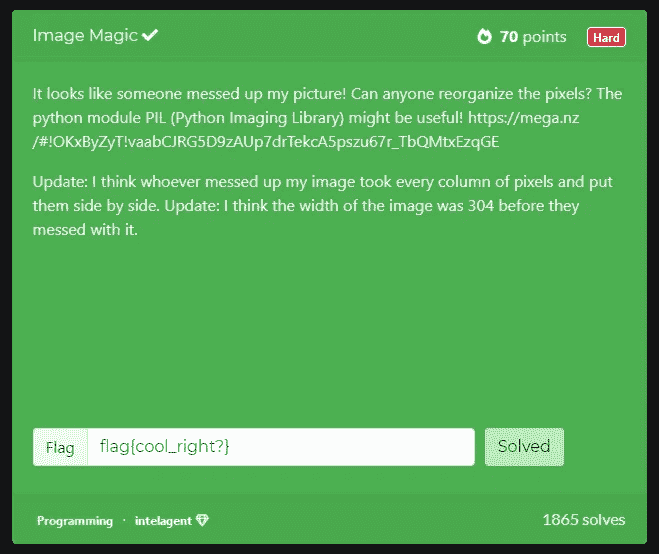 Image Magic
70 points
Hard
It looks like someone messed up my picture! Can anyone reorganize the pixels? The
python module PIL (Python Imaging Library) might be useful! https://mega.nz
/#!OKxByZyT!vaabCJRG5D9zAUp7drTekcA5pszu67r_TbQMtxEzqGE
Update: I think whoever messed up my image took every column of pixels and put
them side by side. Update: I think the width of the image was 304 before they
messed with it.
Flag
flag{cool_right?}
Solved
Programming · intelagent
1865 solves